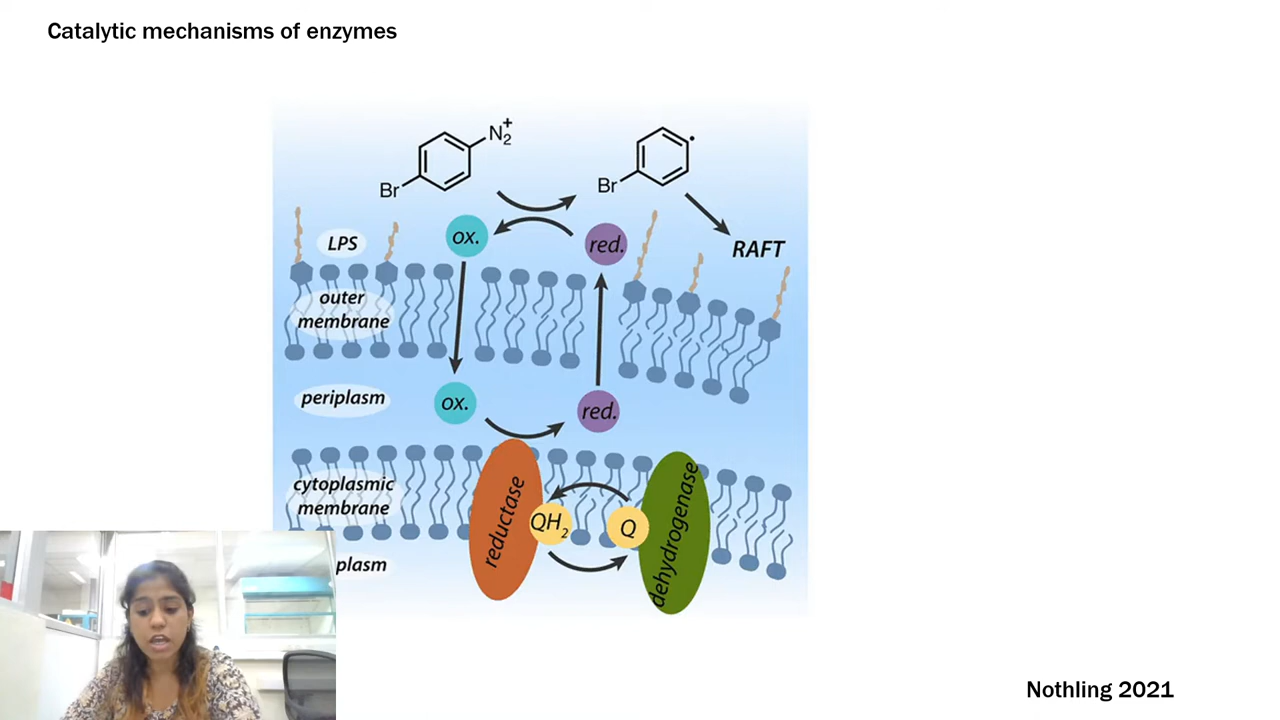 Catalytic mechanisms of enzymes
N2+
Br
Br
LPS
ox.
red.
RAFT
outer
membrane
periplasm
ox.
red.
cytoplasmic
membrane
reductase
QH2
Q
dehydrogenase
plasm
Nothling 2021